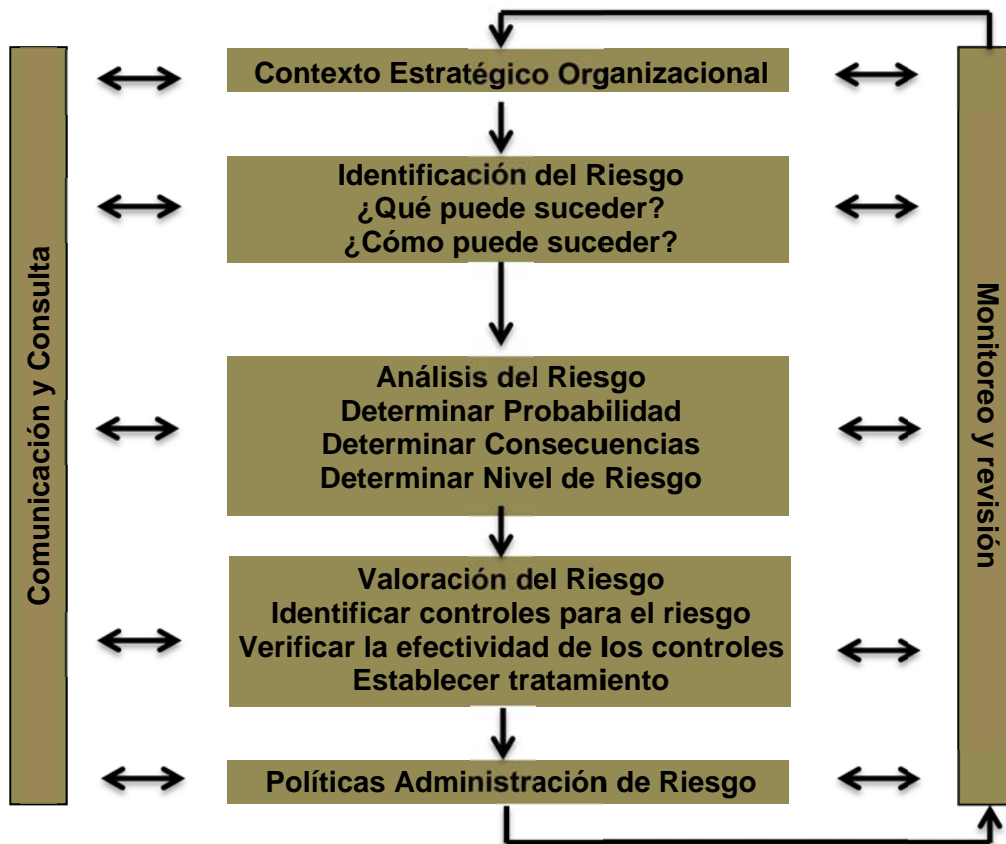 Contexto Estratégico Organizacional
Identificación del Riesgo
¿Qué puede suceder?
¿Cómo puede suceder?
Análisis del Riesgo
Determinar Probabilidad
Determinar Consecuencias
Determinar Nivel de Riesgo
Valoración del Riesgo
Identificar controles para el riesgo
Verificar la efectividad de los controles
Establecer tratamiento
Políticas Administración de Riesgo
Comunicación y Consulta
Monitoreo y revisión